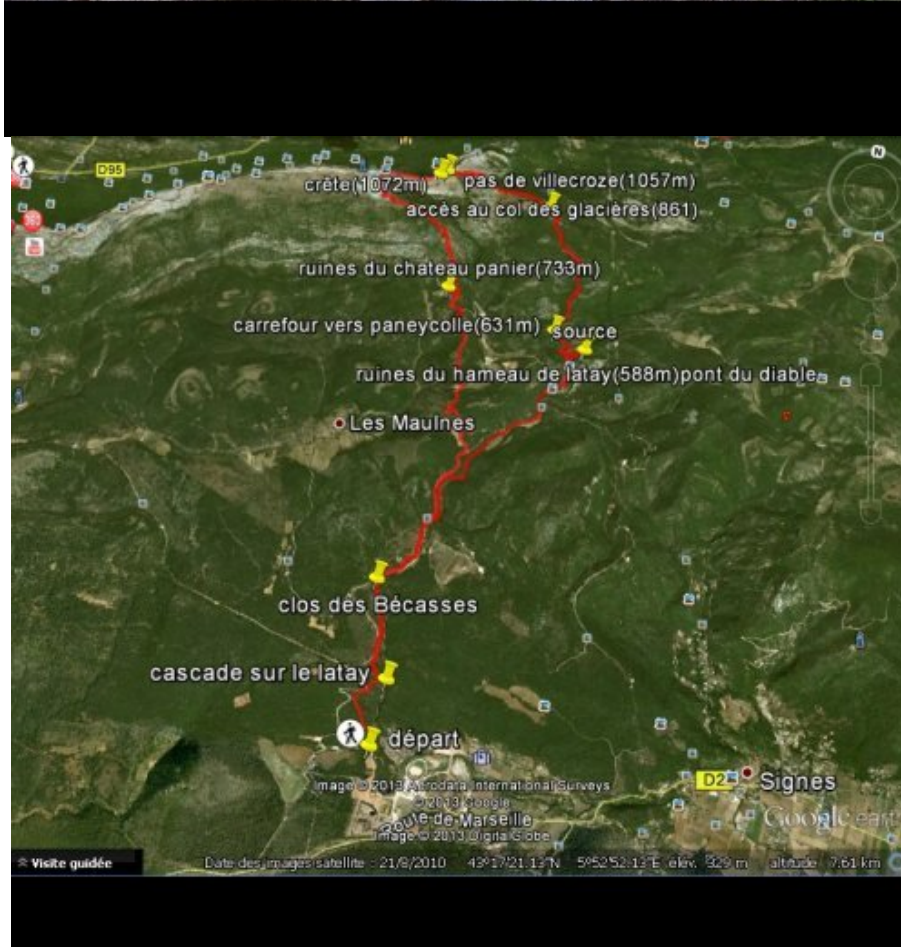 N
D95
crête(1072m)
pas de villecroze(1057m)
accès au col des glacières(861)
ruines du chateau panier(733m)
carrefour vers paneycolle(631m)
source
ruines du hameau de latay(588m)pont du diable
Les Maulnes
clos des Bécasses
cascade sur le latay
départ
Image © 2013 Aerodata International Surveys
D2
Signes
© 2013 Google
Route de Marseille
Google earth
Image © 2013 DigitalGlobe
Visite guidée
Date des images satellite : 21/8/2010 43°17'21.13"N 5°52'52.13"E élév. 329 m altitude 7.61 km